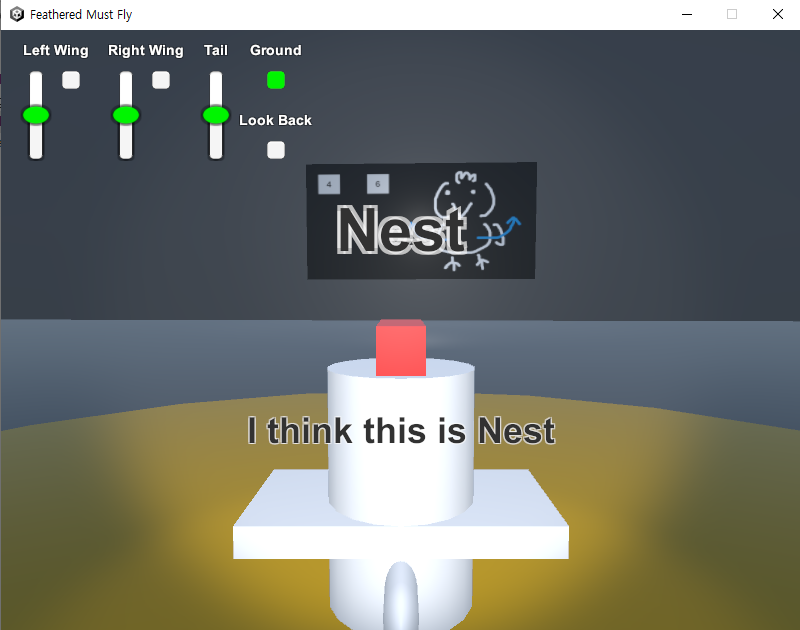 Feathered Must Fly
Left Wing Right Wing Tail Ground
Look Back
4 6
Nest
I think this is Nest